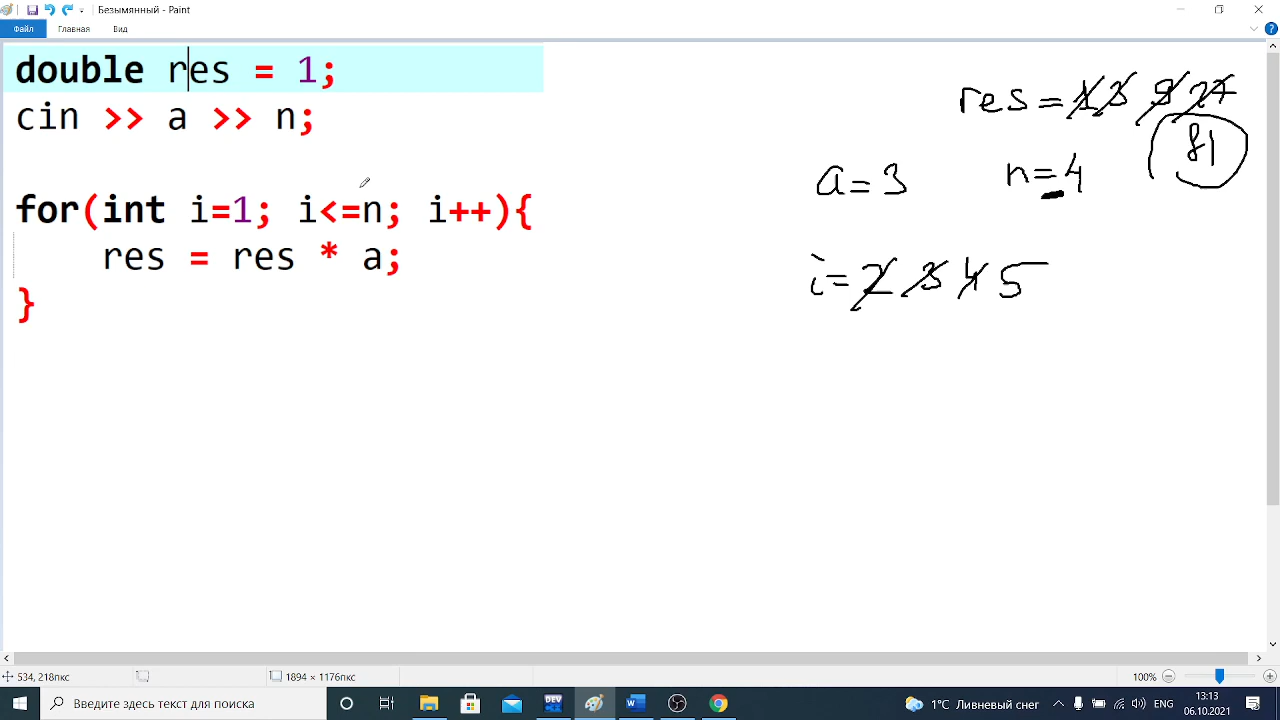 Безымянный - Paint
Файл Главная Вид
double res = 1;
cin >> a >> n;
for(int i=1; i<=n; i++){
res = res * a;
}
res = 1 3 9 27
81
a = 3 n = 4
i = 2 3 4 5
534, 218пкс 1894 × 1176пкс 100%
Введите здесь текст для поиска DEV 1°C Ливневый снег 13:13
06.10.2021